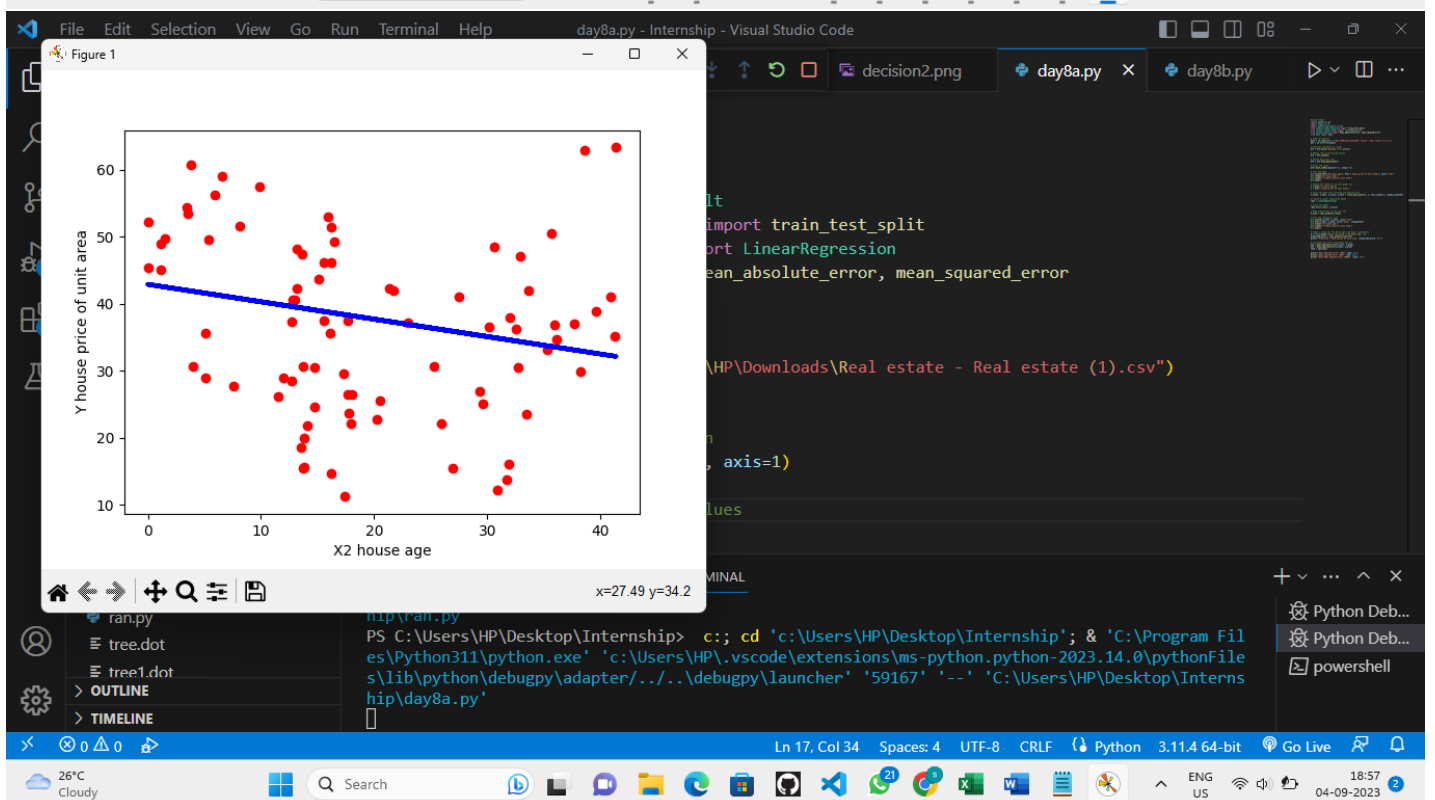 File Edit Selection View Go Run Terminal Help day8a.py - Internship - Visual Studio Code
Figure 1
decision2.png day8a.py day8b.py
60
50
40
30
20
10
Y house price of unit area
0 10 20 30 40
X2 house age
x=27.49 y=34.2
lt
import train_test_split
ort LinearRegression
ean_absolute_error, mean_squared_error
\HP\Downloads\Real estate - Real estate (1).csv")
n
, axis=1)
lues
MINAL
ran.py
tree.dot
tree1.dot
OUTLINE
TIMELINE
hip\ran.py
PS C:\Users\HP\Desktop\Internship> c:; cd 'c:\Users\HP\Desktop\Internship'; & 'C:\Program Fil
es\Python311\python.exe' 'c:\Users\HP\.vscode\extensions\ms-python.python-2023.14.0\pythonFile
s\lib\python\debugpy\adapter/../..\debugpy\launcher' '59167' '--' 'C:\Users\HP\Desktop\Interns
hip\day8a.py'
Python Deb...
Python Deb...
powershell
0 0 Ln 17, Col 34 Spaces: 4 UTF-8 CRLF Python 3.11.4 64-bit Go Live
26°C
Cloudy
Search
21
ENG
US
18:57
04-09-2023
2